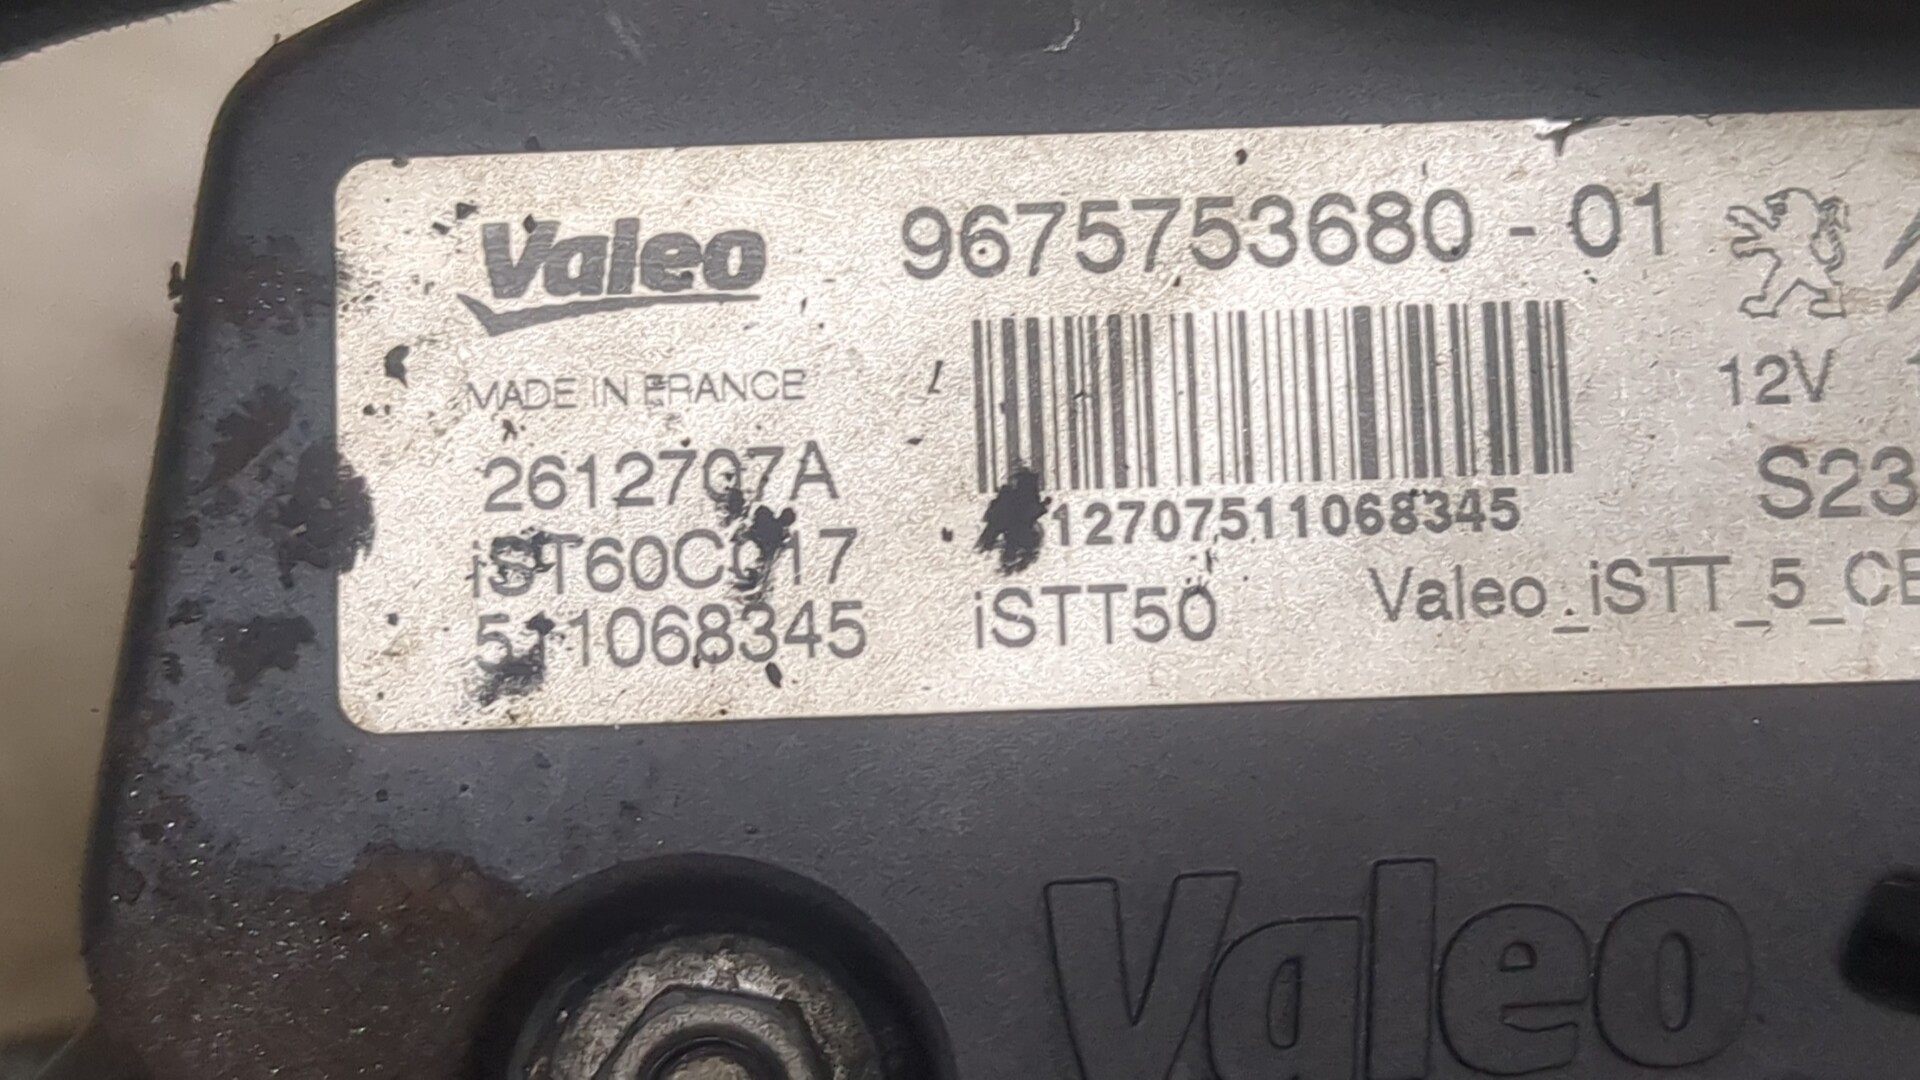 Valeo 9675753680 - 01
MADE IN FRANCE
12V
2612707A
S23
12707511068345
iST60C017
511068345
iSTT50
Valeo_iSTT_5_CE
Valeo